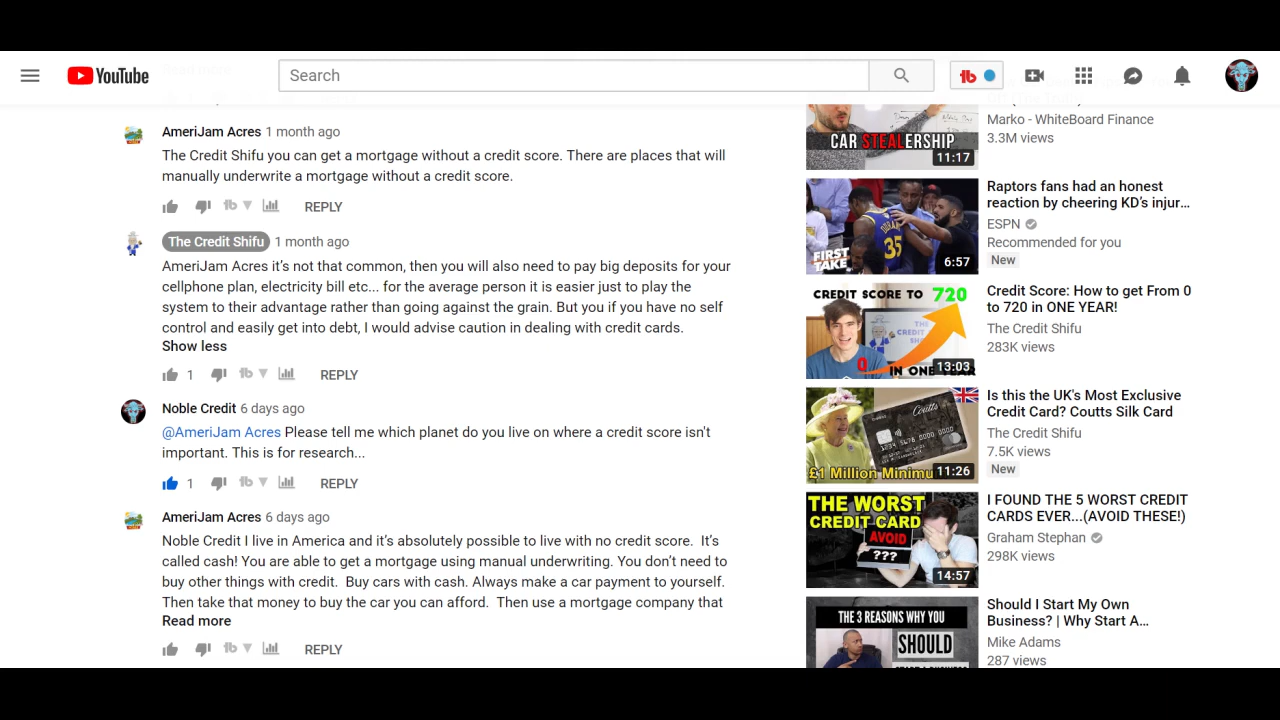 YouTube
Search
AmeriJam Acres 1 month ago
The Credit Shifu you can get a mortgage without a credit score. There are places that will
manually underwrite a mortgage without a credit score.
REPLY
The Credit Shifu 1 month ago
AmeriJam Acres it's not that common, then you will also need to pay big deposits for your
cellphone plan, electricity bill etc... for the average person it is easier just to play the
system to their advantage rather than going against the grain. But you if you have no self
control and easily get into debt, I would advise caution in dealing with credit cards.
Show less
1 REPLY
Noble Credit 6 days ago
@AmeriJam Acres Please tell me which planet do you live on where a credit score isn't
important. This is for research...
1 REPLY
AmeriJam Acres 6 days ago
Noble Credit I live in America and it's absolutely possible to live with no credit score. It's
called cash! You are able to get a mortgage using manual underwriting. You don't need to
buy other things with credit. Buy cars with cash. Always make a car payment to yourself.
Then take that money to buy the car you can afford. Then use a mortgage company that
Read more
REPLY
CAR STEALERSHIP
11:17
Marko - WhiteBoard Finance
3.3M views
35
FIRST
TAKE
6:57
Raptors fans had an honest
reaction by cheering KD's injur...
ESPN
Recommended for you
New
CREDIT SCORE TO 720
THE
CREDIT
0
IN ONE YEAR
13:03
Credit Score: How to get From 0
to 720 in ONE YEAR!
The Credit Shifu
283K views
Coutts
£1 Million Minimu
11:26
Is this the UK's Most Exclusive
Credit Card? Coutts Silk Card
The Credit Shifu
7.5K views
New
THE WORST
CREDIT CARD
AVOID
???
14:57
I FOUND THE 5 WORST CREDIT
CARDS EVER...(AVOID THESE!)
Graham Stephan
298K views
THE 3 REASONS WHY YOU
SHOULD
Should I Start My Own
Business? | Why Start A...
Mike Adams
287 views